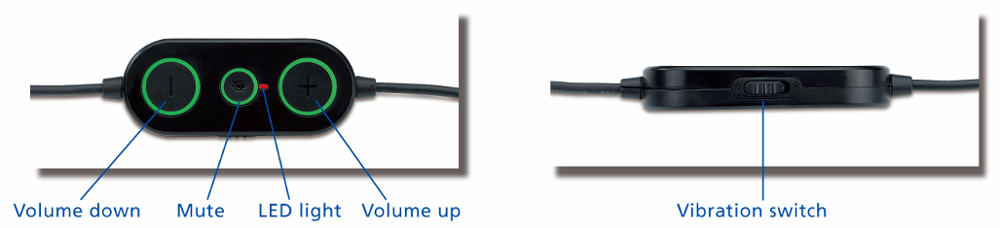 Volume down
Mute
LED light
Volume up
Vibration switch